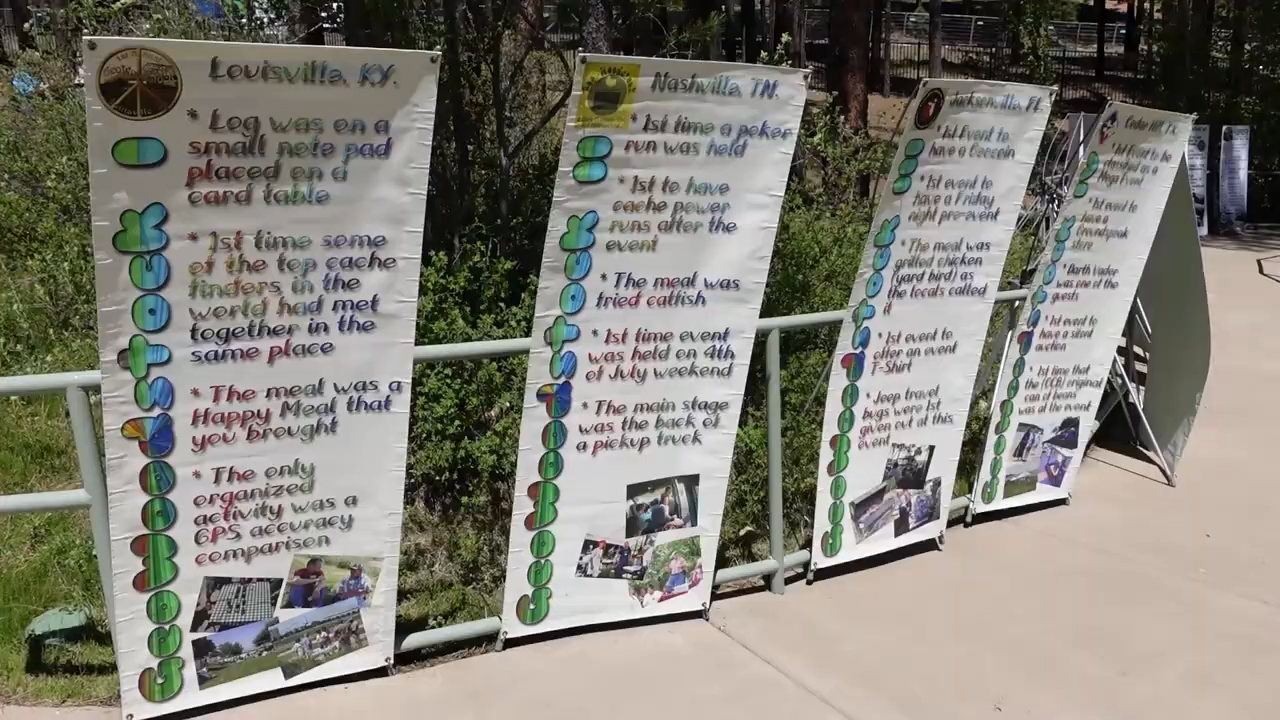 Louisville, KY.
* Log was on a
small note pad
placed on a
card table
* 1st time some
of the top cache
finders in the
world had met
together in the
same place
* The meal was a
Happy Meal that
you brought
* The only
organized
activity was a
GPS accuracy
comparison
GeoWoodstock 1
Nashville, TN.
* 1st time a poker
run was held
* 1st to have
cache power
runs after the
event
* The meal was
fried catfish
* 1st time event
was held on 4th
of July weekend
* The main stage
was the back of
a pickup truck
Jacksonville, FL
* 1st Event to
have a Geocoin
* 1st event to
have a Friday
night pre-event
* The meal was
grilled chicken
(yard bird) as
the locals called
it
* 1st event to
offer an event
T-Shirt
* Jeep travel
bugs were 1st
given out at this
event
Cedar Hill, TX
* 1st Event to be
classified as a
Mega Event
* 1st event to
have a
Groundspeak
store
* Darth Vader
was one of the
guests
* 1st event to
have a silent
auction
* 1st time that
the (OCB) original
can of beans
was at the event